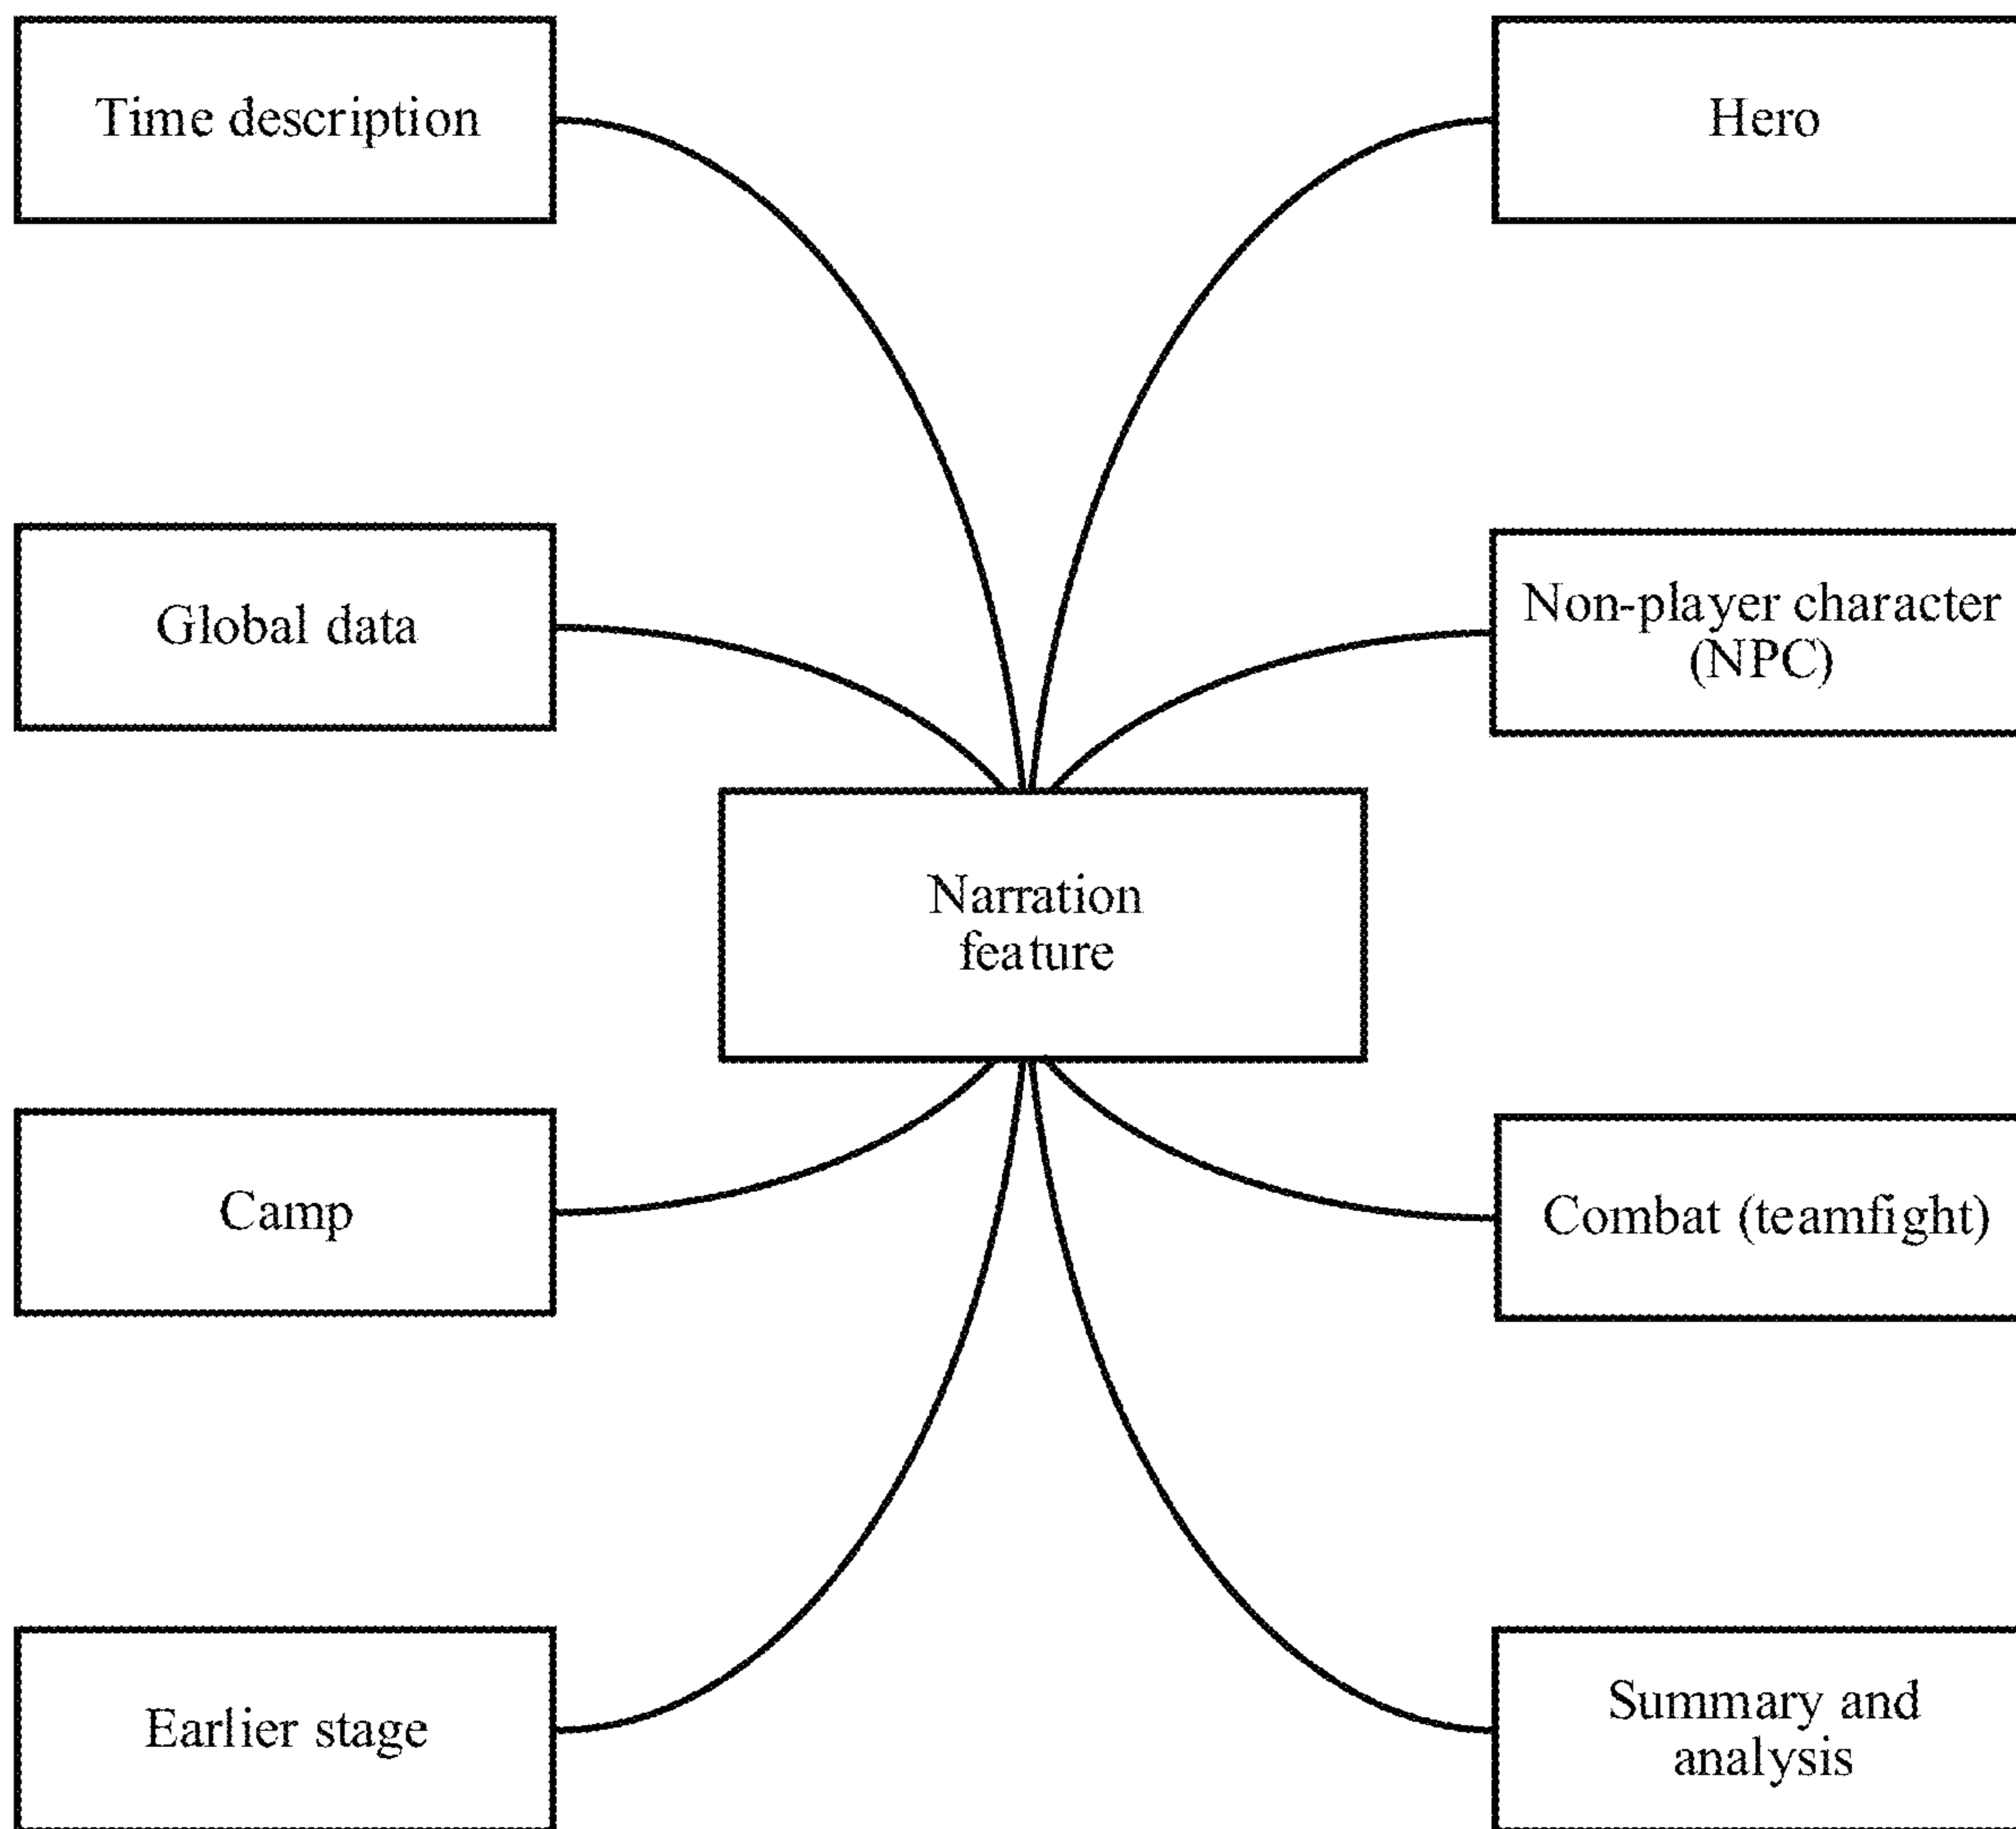 Time description
Hero
Global data
Non-player character
(NPC)
Narration
feature
Camp
Combat (teamfight)
Earlier stage
Summary and
analysis